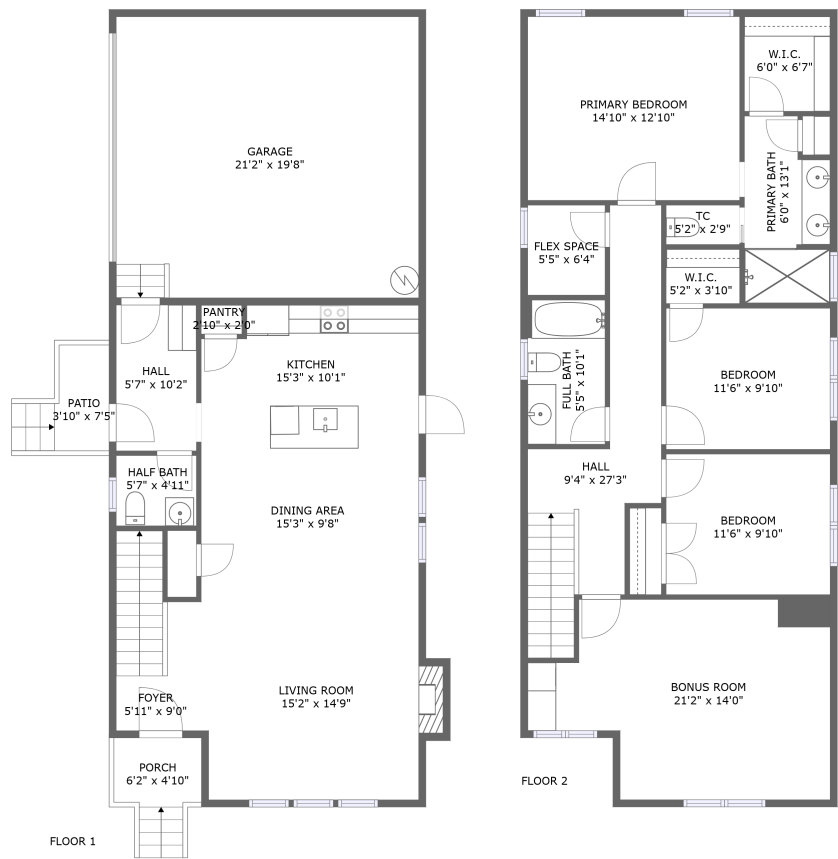 GARAGE
21'2" x 19'8"
PANTRY
2'10" x 2'0"
HALL
5'7" x 10'2"
KITCHEN
15'3" x 10'1"
PATIO
3'10" x 7'5"
HALF BATH
5'7" x 4'11"
DINING AREA
15'3" x 9'8"
LIVING ROOM
15'2" x 14'9"
FOYER
5'11" x 9'0"
PORCH
6'2" x 4'10"
FLOOR 1
W.I.C.
6'0" x 6'7"
PRIMARY BEDROOM
14'10" x 12'10"
PRIMARY BATH
6'0" x 13'1"
TC
5'2" x 2'9"
FLEX SPACE
5'5" x 6'4"
W.I.C.
5'2" x 3'10"
FULL BATH
5'5" x 10'1"
BEDROOM
11'6" x 9'10"
HALL
9'4" x 27'3"
BEDROOM
11'6" x 9'10"
BONUS ROOM
21'2" x 14'0"
FLOOR 2